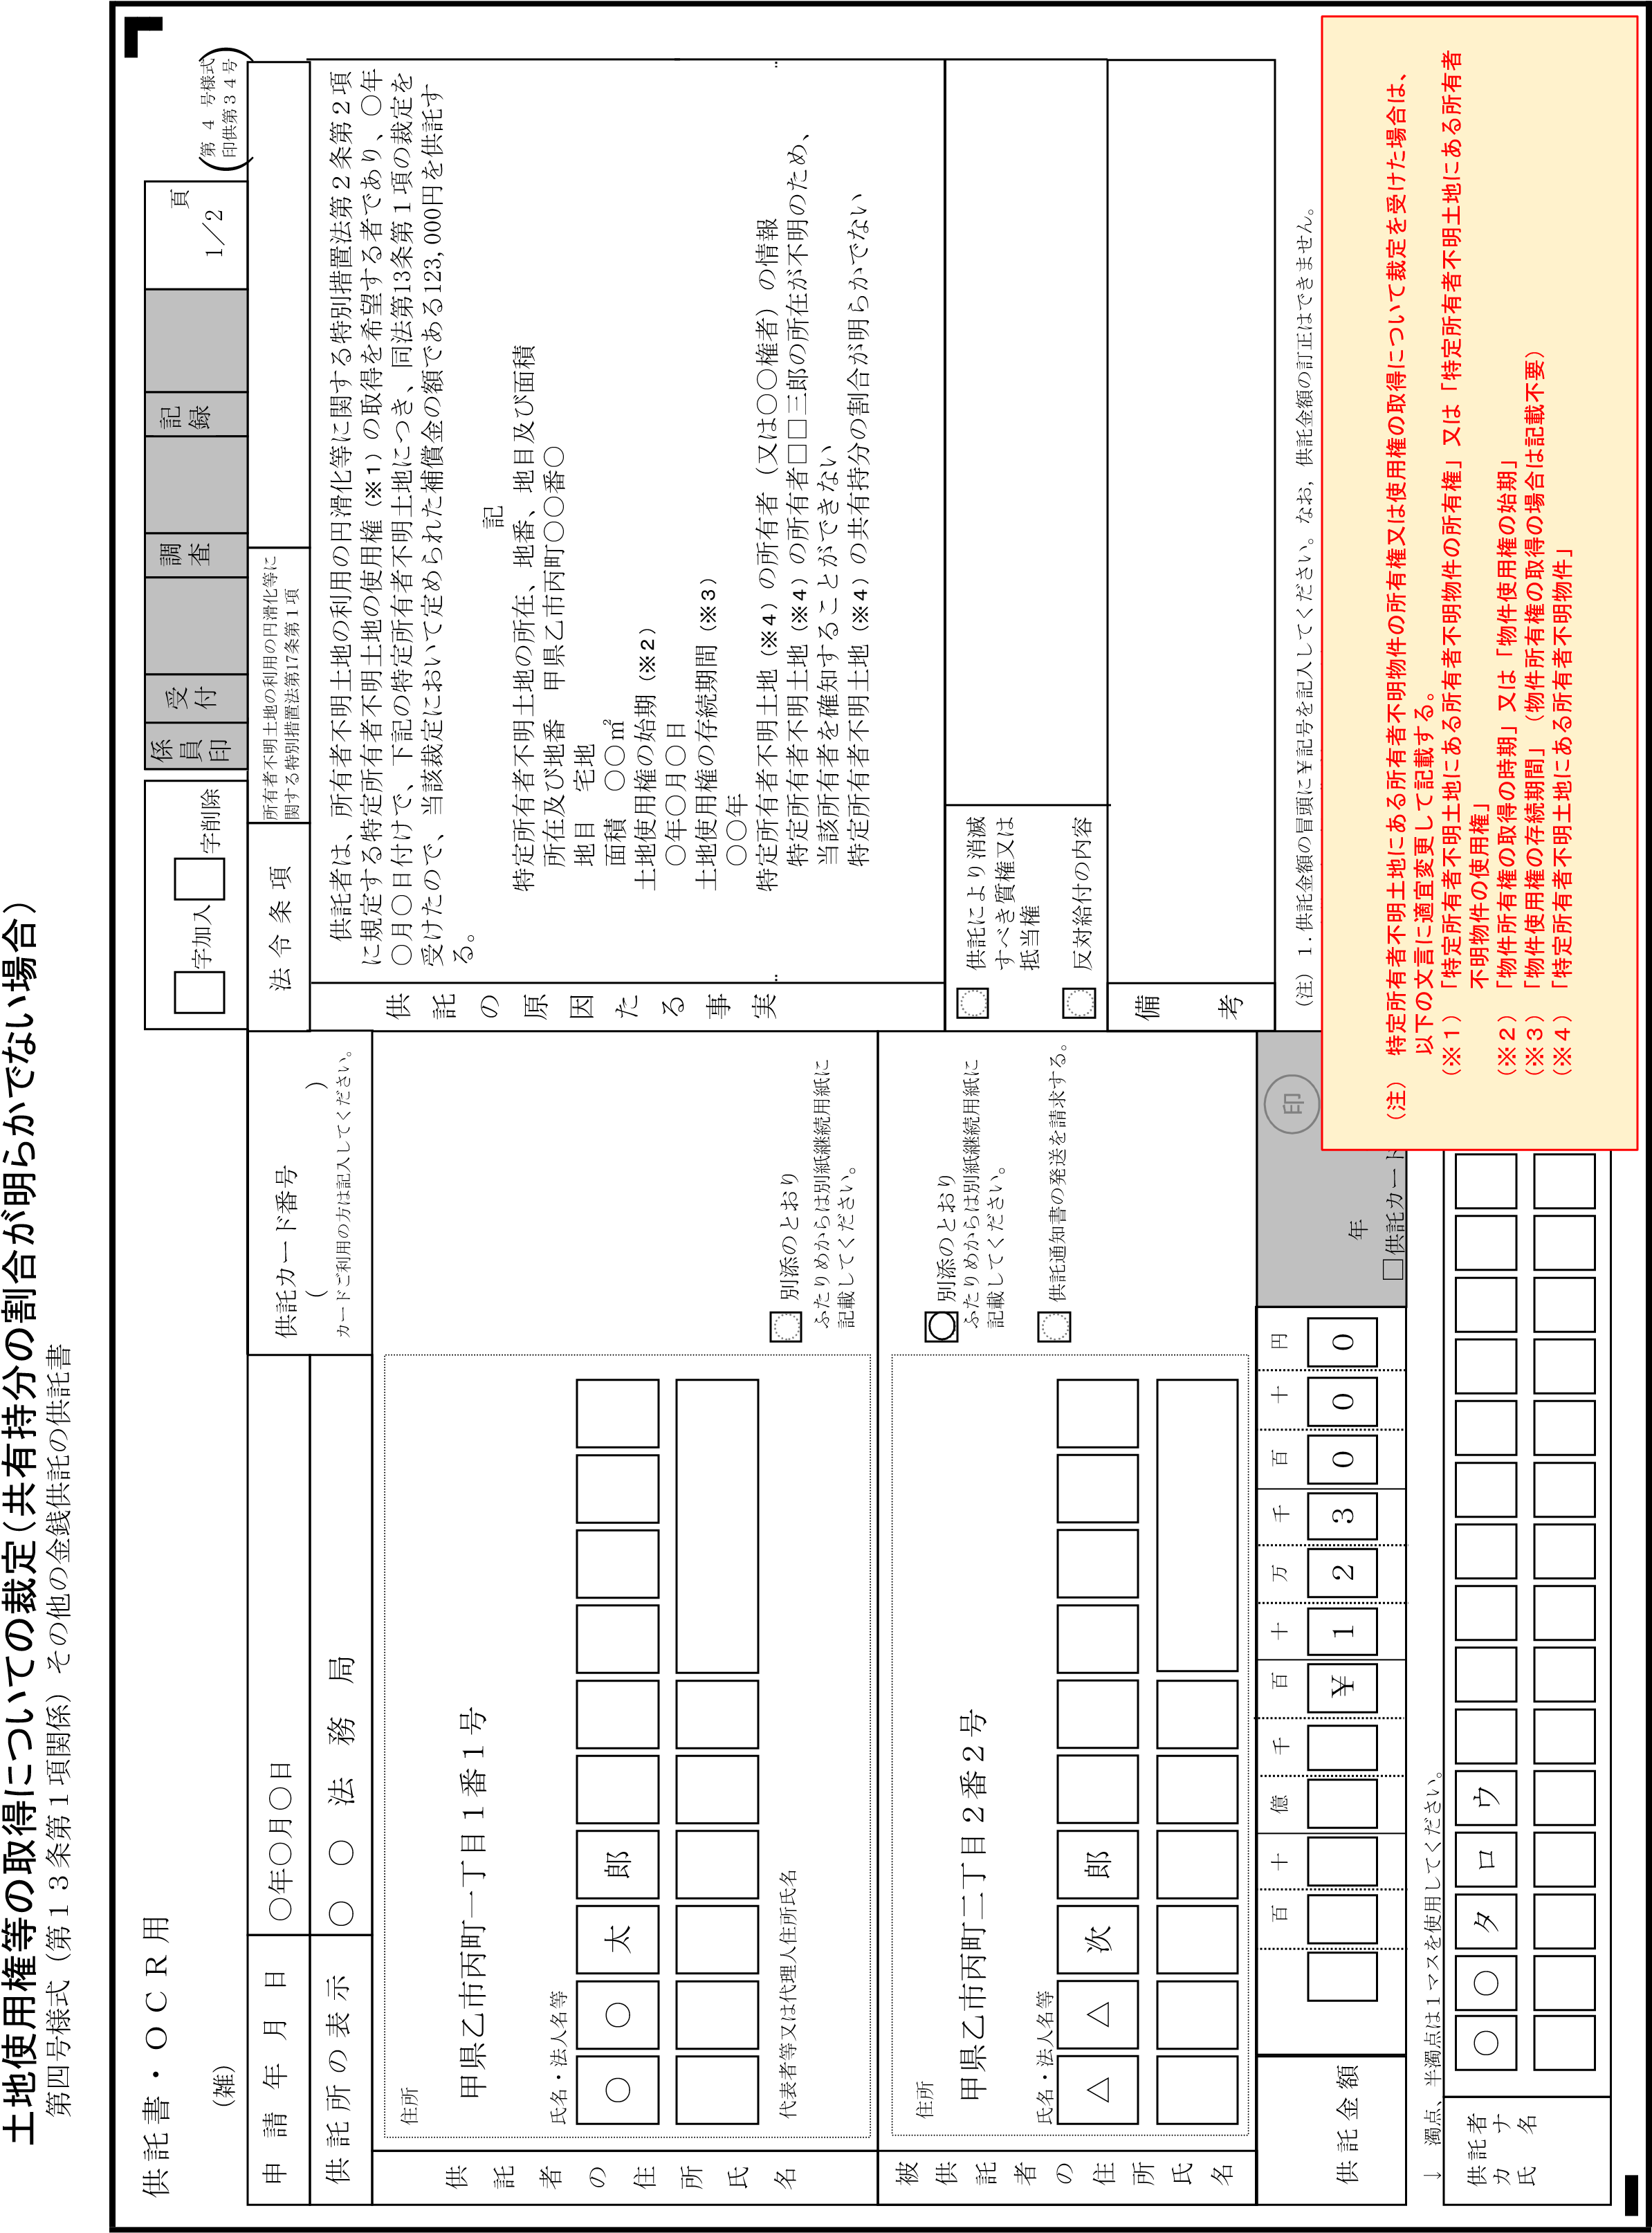 土地使用権等の取得についての裁定（共有持分の割合が明らかでない場合）
第四号様式（第１３条第１項関係）その他の金銭供託の供託書
供託書・ＯＣＲ用
（雑）
字加入 字削除
係員印 受付 調査 記録
1／2 頁
（第 4 号様式
印供第３４号）
申請年月日 〇年〇月〇日
供託カード番号
（ ）
カードご利用の方は記入してください。
供託所の表示 〇 〇 法 務 局
法令条項
所有者不明土地の利用の円滑化等に
関する特別措置法第17条第１項
供託者の住所氏名
住所
甲県乙市丙町一丁目１番１号
氏名・法人名等
〇〇太郎
代表者等又は代理人住所氏名
別添のとおり
ふたりめからは別紙継続用紙に
記載してください。
被供託者の住所氏名
住所
甲県乙市丙町二丁目２番２号
氏名・法人名等
△△次郎
別添のとおり
ふたりめからは別紙継続用紙に
記載してください。
供託通知書の発送を請求する。
供託金額
百 十 億 千 百 十 万 千 百 十 円
￥ 1 2 3 0 0 0
年
印
□供託カード
↓ 濁点、半濁点は１マスを使用してください。
供託者
カナ
氏名
〇〇タロウ
供託の原因たる事実
供託者は、所有者不明土地の利用の円滑化等に関する特別措置法第２条第２項
に規定する特定所有者不明土地の使用権（※１）の取得を希望する者であり、〇年
〇月〇日付けで、下記の特定所有者不明土地につき、同法第13条第１項の裁定を
受けたので、当該裁定において定められた補償金の額である123,000円を供託す
る。
記
特定所有者不明土地の所在、地番、地目及び面積
所在及び地番 甲県乙市丙町〇〇番〇
地目 宅地
面積 〇〇㎡
土地使用権の始期（※２）
〇年〇月〇日
土地使用権の存続期間（※３）
〇〇年
特定所有者不明土地（※４）の所有者（又は〇〇権者）の情報
特定所有者不明土地（※４）の所有者□□三郎の所在が不明のため、
当該所有者を確知することができない
特定所有者不明土地（※４）の共有持分の割合が明らかでない
供託により消滅
すべき質権又は
抵当権
反対給付の内容
備考
（注）１.供託金額の冒頭に￥記号を記入してください。なお，供託金額の訂正はできません。
（注） 特定所有者不明土地にある所有者不明物件の所有権又は使用権の取得について裁定を受けた場合は、
以下の文言に適宜変更して記載する。
（※１）「特定所有者不明土地にある所有者不明物件の所有権」又は「特定所有者不明土地にある所有者
不明物件の使用権」
（※２）「物件所有権の取得の時期」又は「物件使用権の始期」
（※３）「物件使用権の存続期間」（物件所有権の取得の場合は記載不要）
（※４）「特定所有者不明土地にある所有者不明物件」